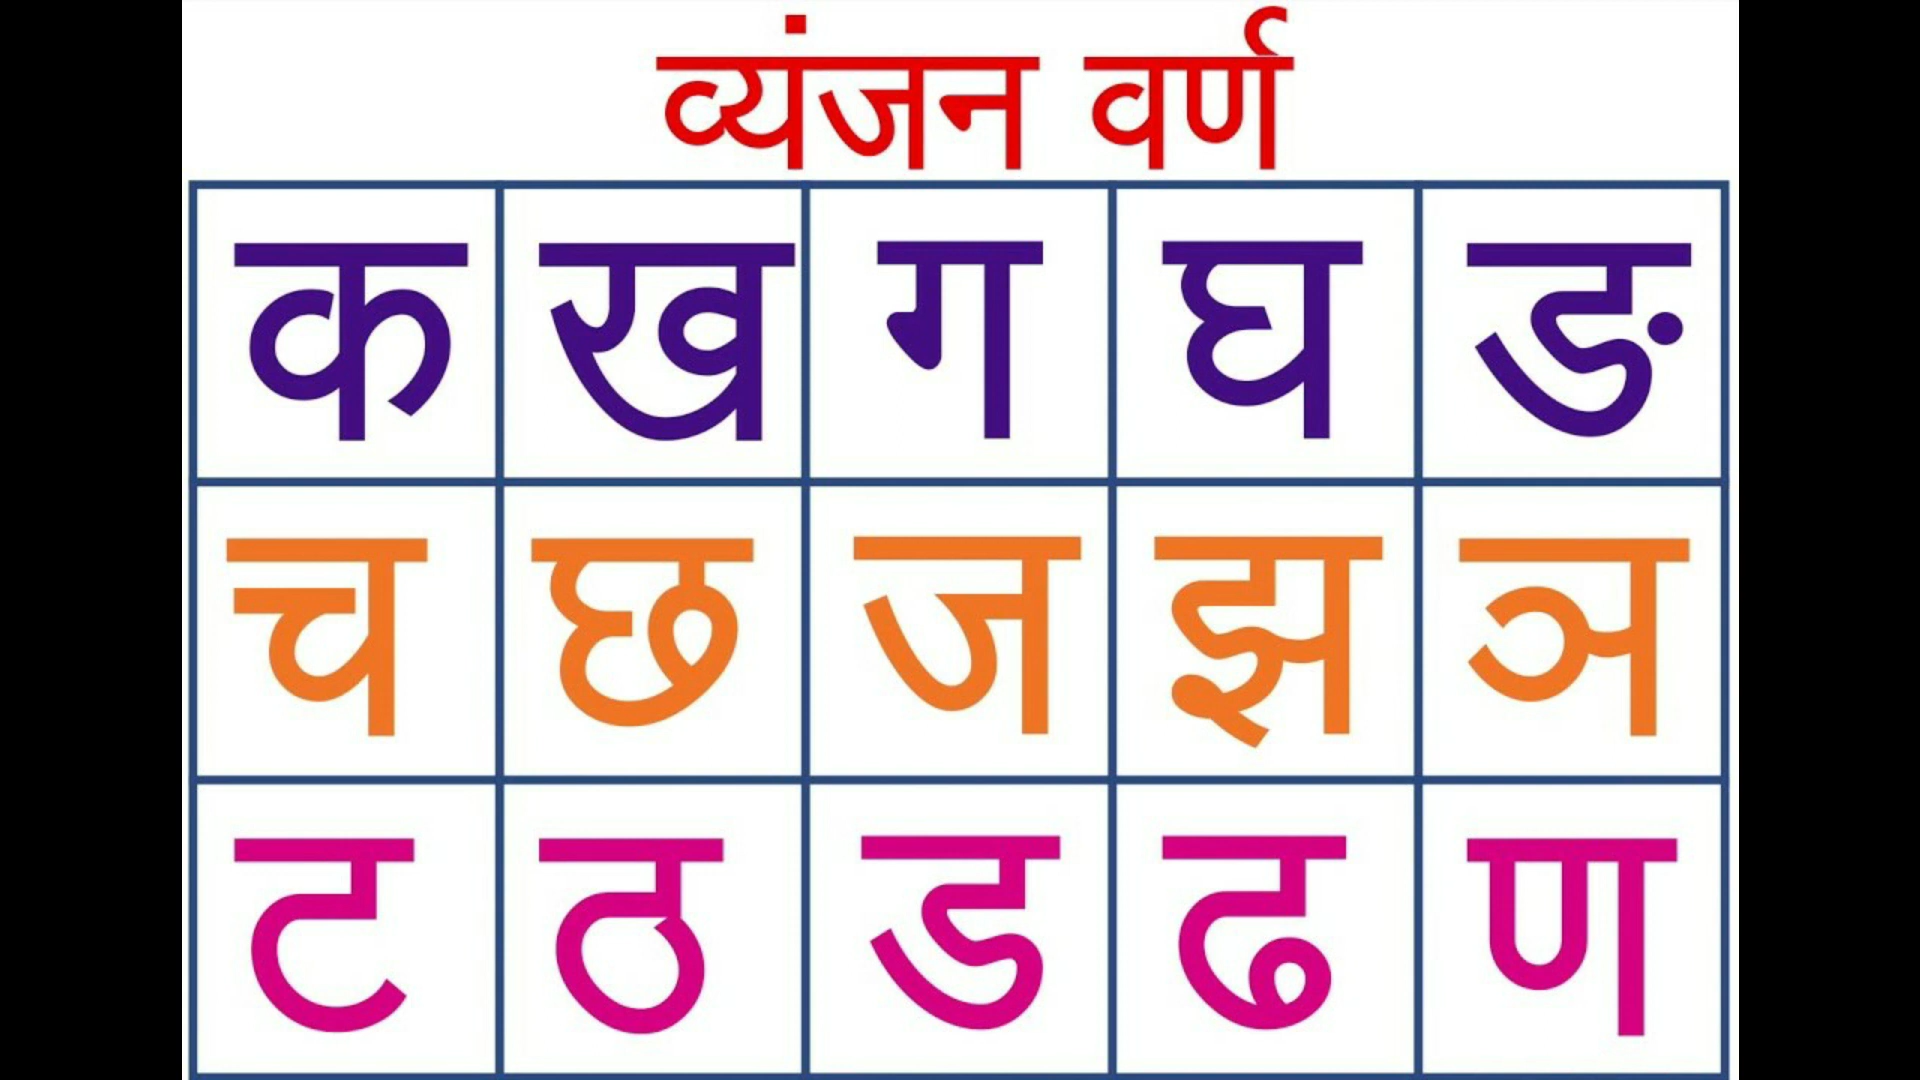 व्यंजन वर्ण
क ख ग घ ङ
च छ ज झ ञ
ट ठ ड ढ ण